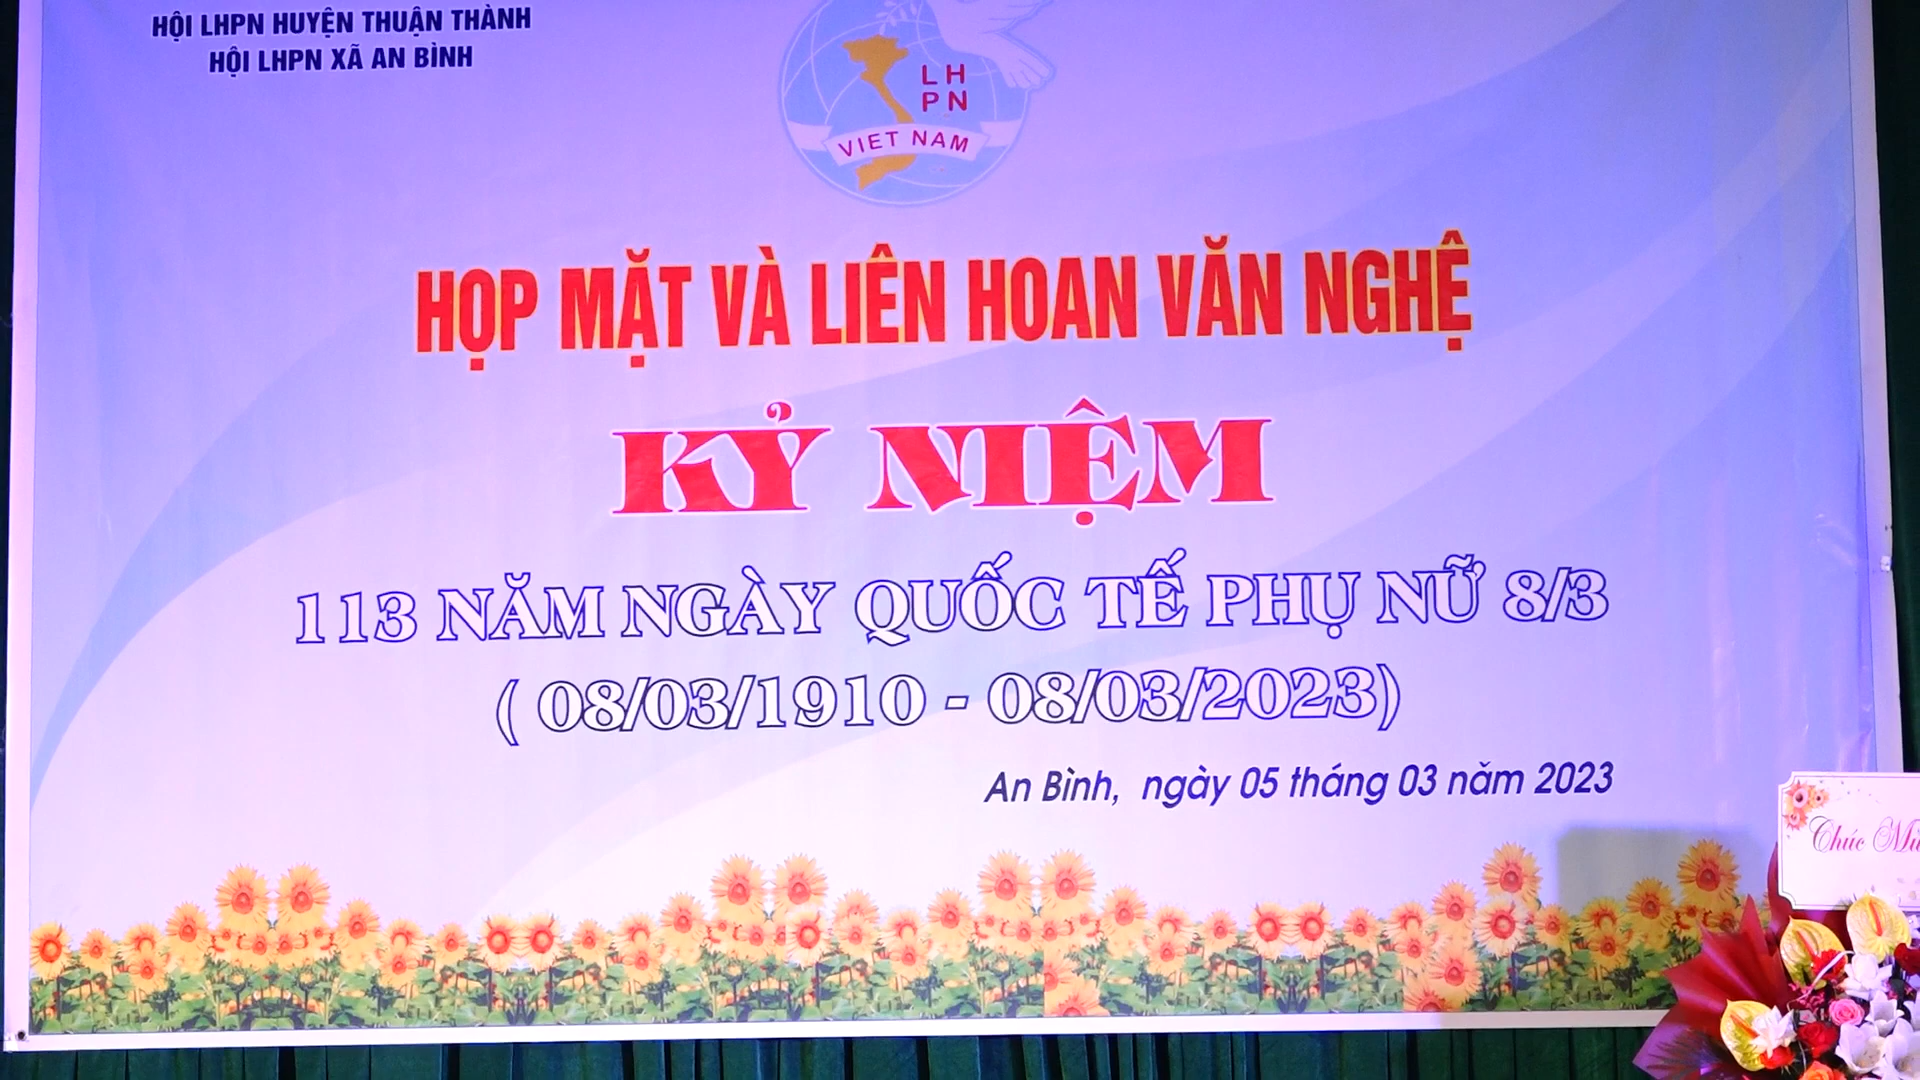 HỘI LHPN HUYỆN THUẬN THÀNH
HỘI LHPN XÃ AN BÌNH
LH
PN
VIET NAM
HỌP MẶT VÀ LIÊN HOAN VĂN NGHỆ
KỶ NIỆM
113 NĂM NGÀY QUỐC TẾ PHỤ NỮ 8/3
( 08/03/1910 - 08/03/2023)
An Bình, ngày 05 tháng 03 năm 2023
Chúc